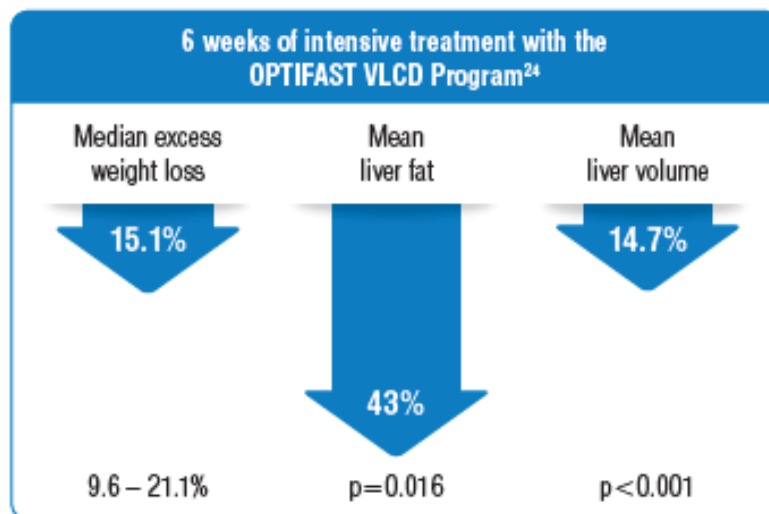 6 weeks of intensive treatment with the
OPTIFAST VLCD Program²⁴
Median excess
weight loss
15.1%
9.6 – 21.1%
Mean
liver fat
43%
p=0.016
Mean
liver volume
14.7%
p<0.001